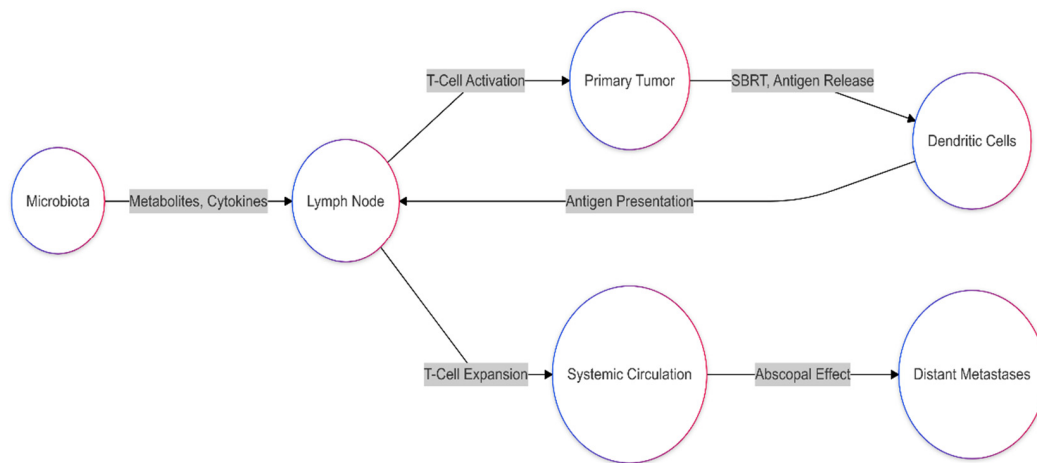 T-Cell Activation
Primary Tumor
SBRT, Antigen Release
Dendritic Cells
Microbiota
Metabolites, Cytokines
Lymph Node
Antigen Presentation
T-Cell Expansion
Systemic Circulation
Abscopal Effect
Distant Metastases